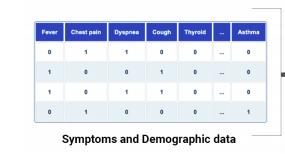 Fever Chest pain Dyspnea Cough Thyroid ... Asthma
0 1 1 0 0 ... 0
1 0 0 1 0 ... 0
1 0 1 1 0 ... 0
0 1 0 0 0 ... 1
Symptoms and Demographic data